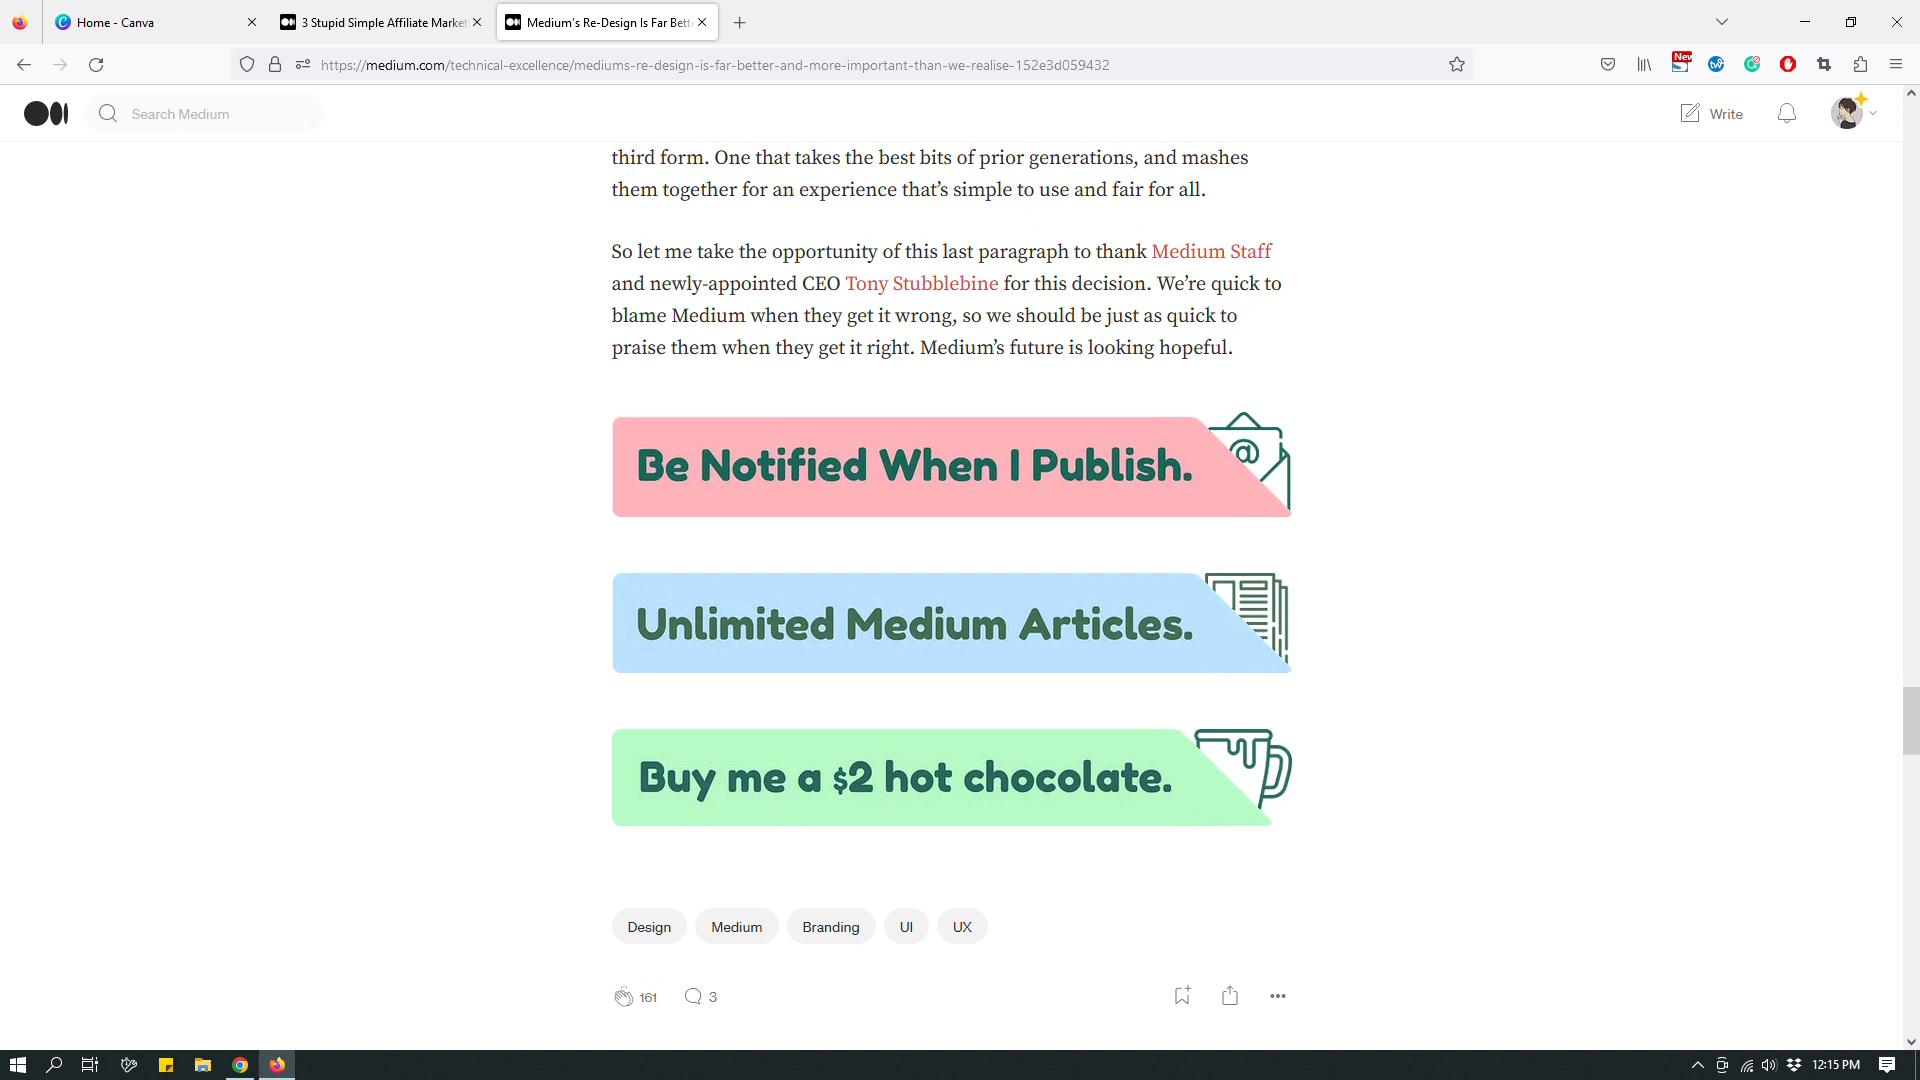 Home - Canva
3 Stupid Simple Affiliate Market
Medium's Re-Design Is Far Bett
https://medium.com/technical-excellence/mediums-re-design-is-far-better-and-more-important-than-we-realise-152e3d059432
New
Search Medium
Write
third form. One that takes the best bits of prior generations, and mashes
them together for an experience that’s simple to use and fair for all.
So let me take the opportunity of this last paragraph to thank Medium Staff
and newly-appointed CEO Tony Stubblebine for this decision. We’re quick to
blame Medium when they get it wrong, so we should be just as quick to
praise them when they get it right. Medium’s future is looking hopeful.
Be Notified When I Publish.
@
Unlimited Medium Articles.
Buy me a $2 hot chocolate.
Design
Medium
Branding
UI
UX
161
3
12:15 PM